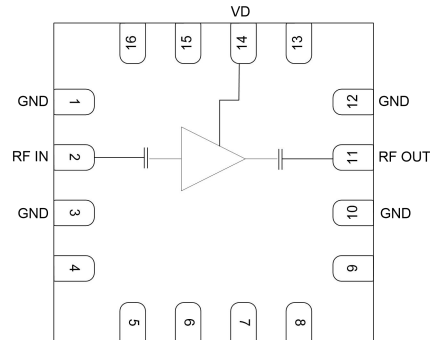 VD
16 15 14 13
GND 1 12 GND
RF IN 2 11 RF OUT
GND 3 10 GND
4 9
5 6 7 8